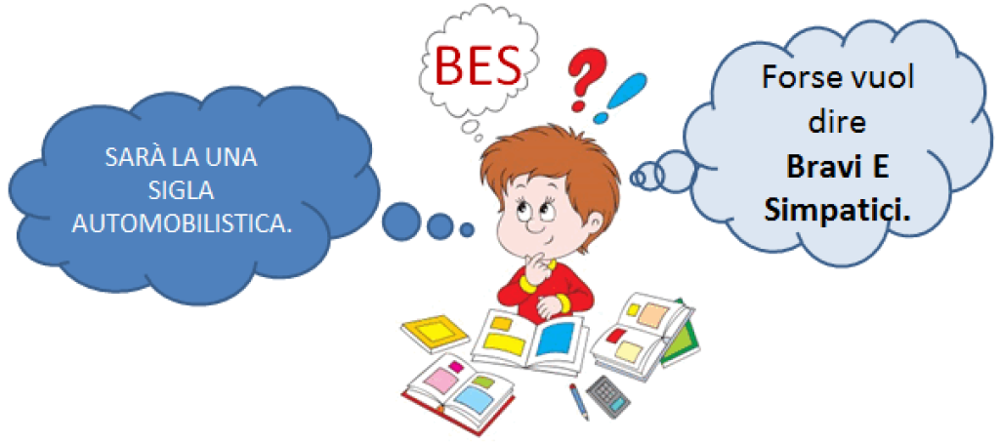 BES
SARÀ LA UNA
SIGLA
AUTOMOBILISTICA.
Forse vuol
dire
Bravi E
Simpatici.